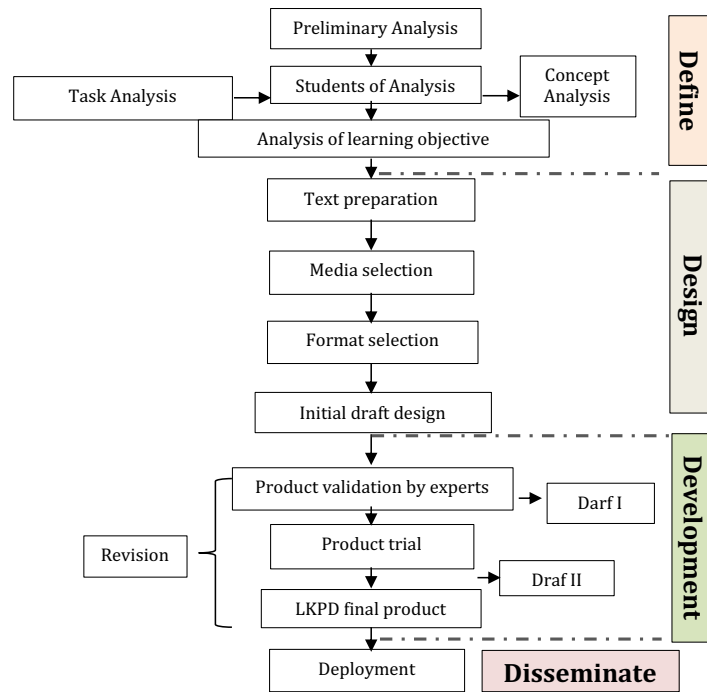 Preliminary Analysis
Define
Task Analysis
Students of Analysis
Concept
Analysis
Analysis of learning objective
Text preparation
Design
Media selection
Format selection
Initial draft design
Development
Product validation by experts
Darf I
Revision
Product trial
Draf II
LKPD final product
Deployment
Disseminate